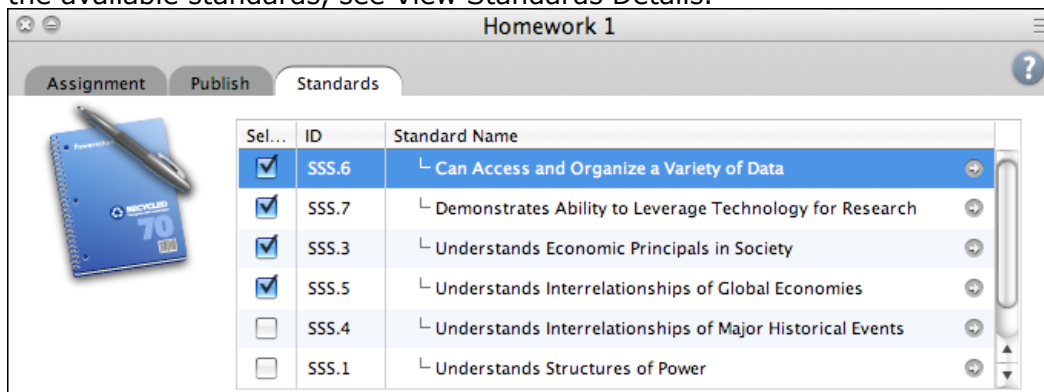 the available standards, see View Standards Details.
Homework 1
Assignment Publish Standards
?
Sel... ID Standard Name
SSS.6 Can Access and Organize a Variety of Data
SSS.7 Demonstrates Ability to Leverage Technology for Research
SSS.3 Understands Economic Principals in Society
SSS.5 Understands Interrelationships of Global Economies
SSS.4 Understands Interrelationships of Major Historical Events
SSS.1 Understands Structures of Power
RECYCLED
70